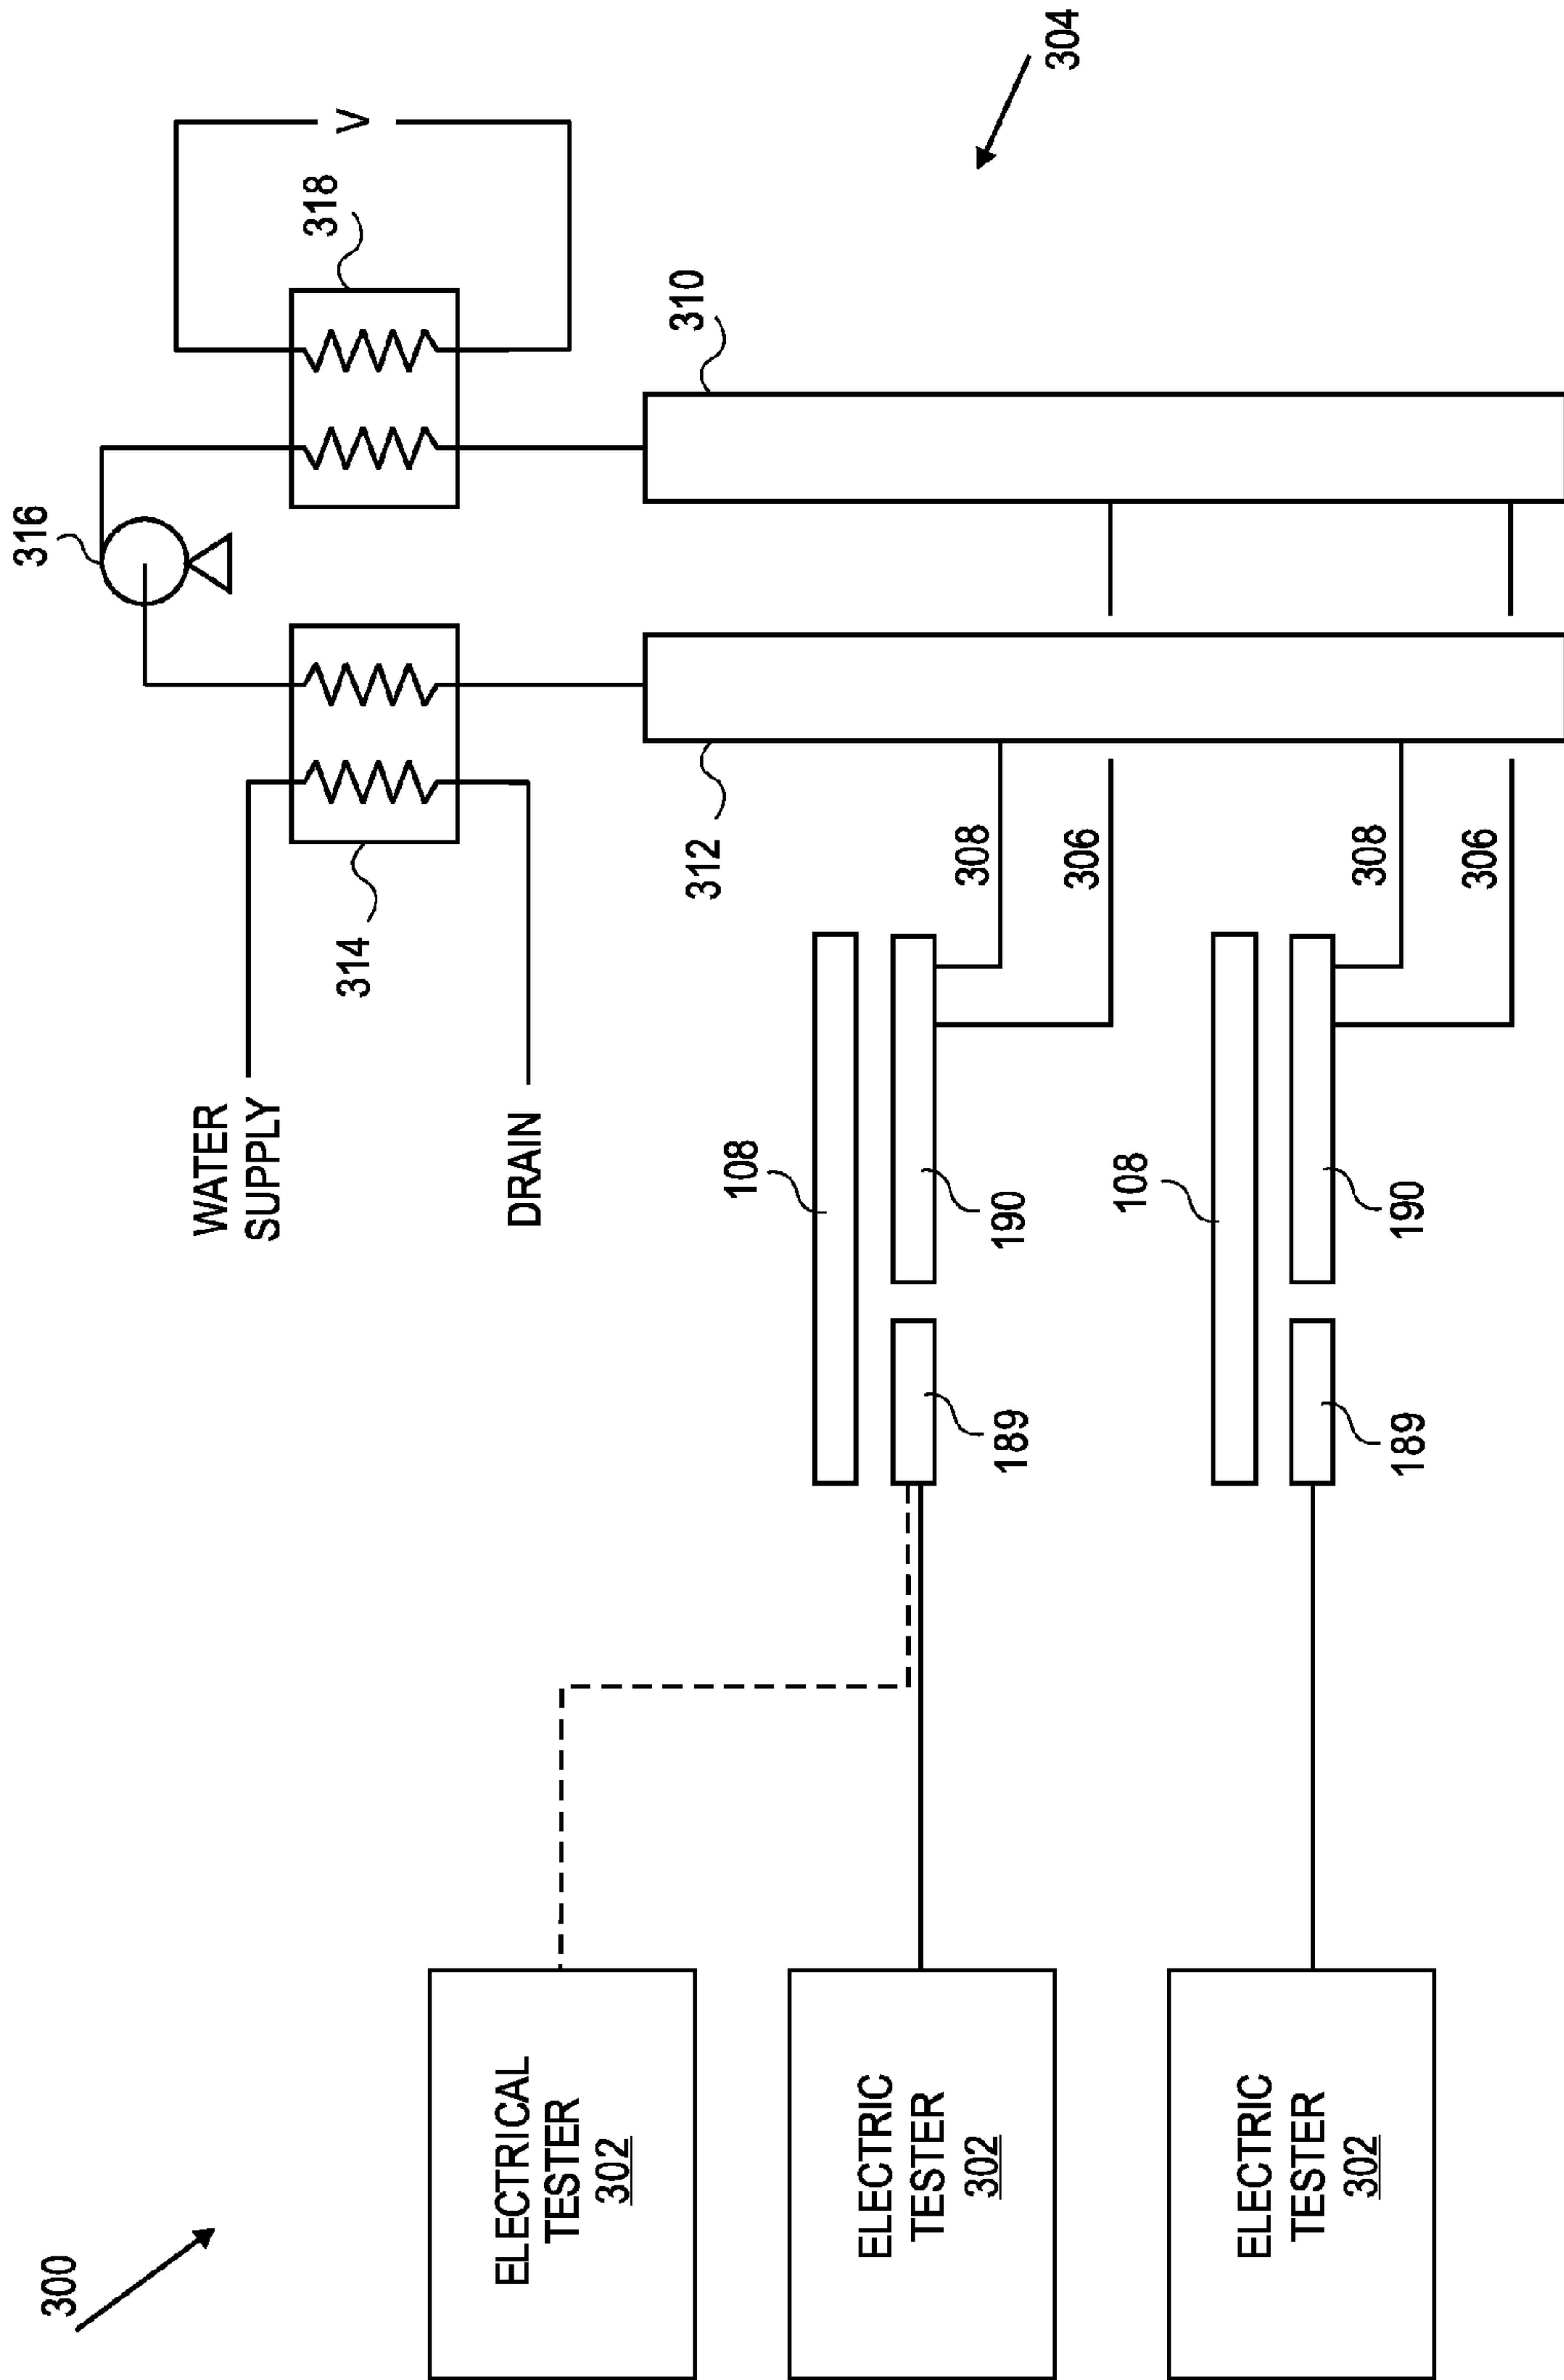 300
ELECTRICAL
TESTER
302
ELECTRIC
TESTER
302
ELECTRIC
TESTER
302
WATER
SUPPLY
DRAIN
314
316
318
V
312
310
304
308
306
308
306
108
190
189
108
190
189